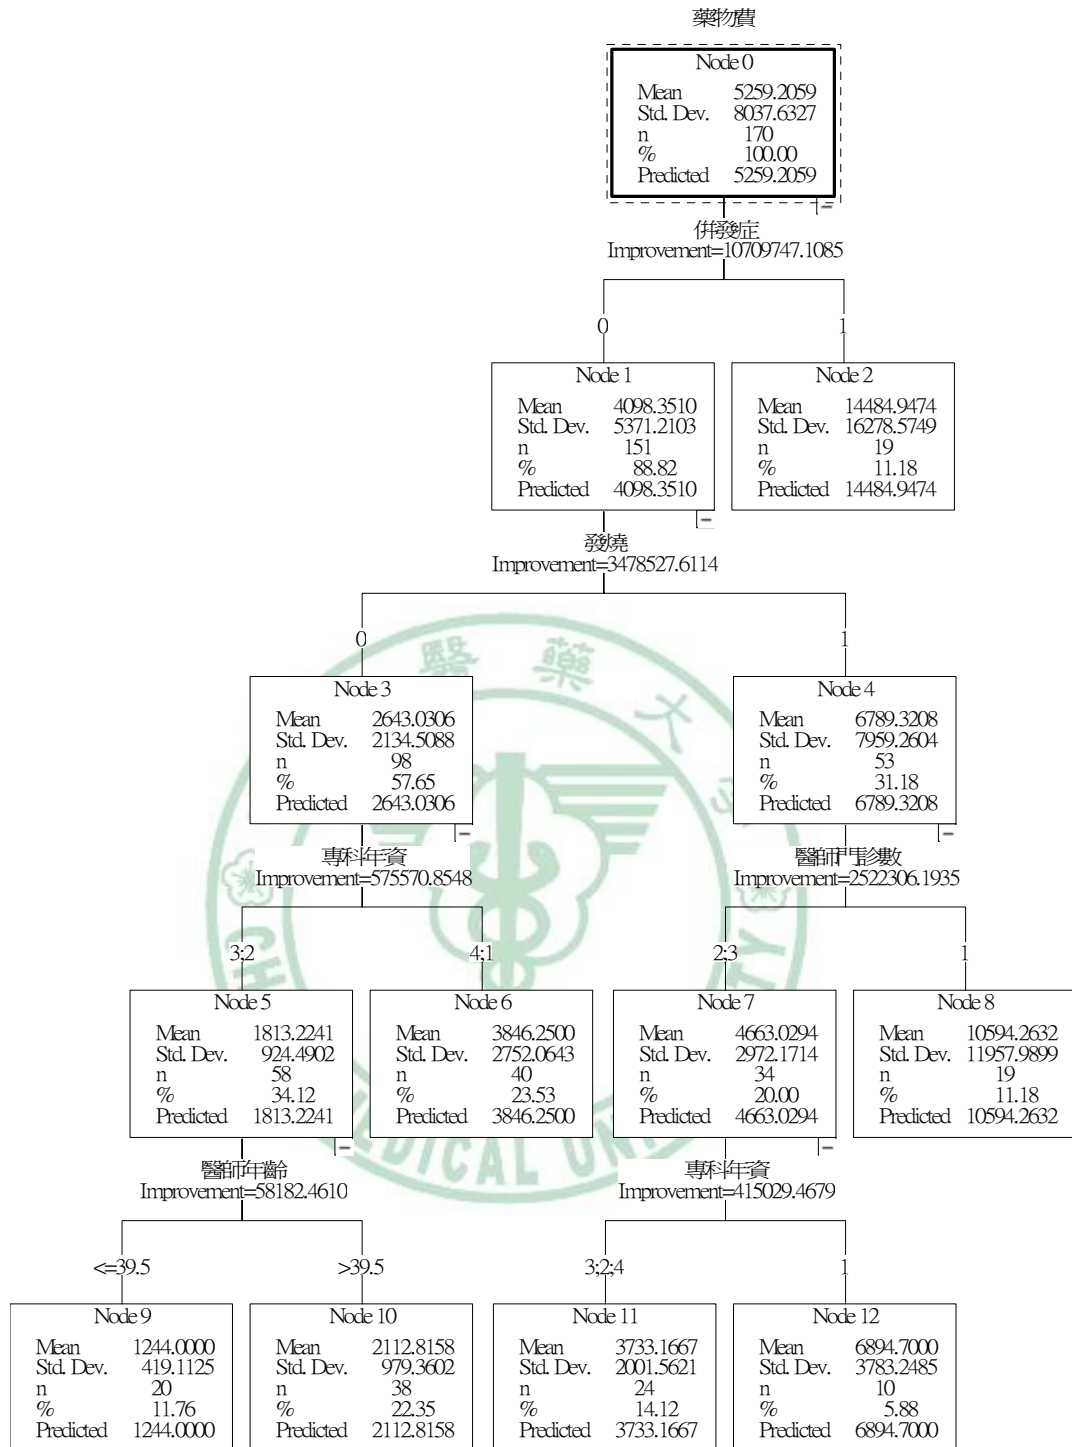 藥物費
Node 0
Mean 5259.2059
Std. Dev. 8037.6327
n 170
% 100.00
Predicted 5259.2059
併發症
Improvement=10709747.1085
0
1
Node 1
Mean 4098.3510
Std. Dev. 5371.2103
n 151
% 88.82
Predicted 4098.3510
Node 2
Mean 14484.9474
Std. Dev. 16278.5749
n 19
% 11.18
Predicted 14484.9474
發燒
Improvement=3478527.6114
0
1
Node 3
Mean 2643.0306
Std. Dev. 2134.5088
n 98
% 57.65
Predicted 2643.0306
Node 4
Mean 6789.3208
Std. Dev. 7959.2604
n 53
% 31.18
Predicted 6789.3208
專科年資
Improvement=575570.8548
醫師門診數
Improvement=2522306.1935
3;2
4;1
2;3
1
Node 5
Mean 1813.2241
Std. Dev. 924.4902
n 58
% 34.12
Predicted 1813.2241
Node 6
Mean 3846.2500
Std. Dev. 2752.0643
n 40
% 23.53
Predicted 3846.2500
Node 7
Mean 4663.0294
Std. Dev. 2972.1714
n 34
% 20.00
Predicted 4663.0294
Node 8
Mean 10594.2632
Std. Dev. 11957.9899
n 19
% 11.18
Predicted 10594.2632
醫師年齡
Improvement=58182.4610
專科年資
Improvement=415029.4679
<=39.5
>39.5
3;2;4
1
Node 9
Mean 1244.0000
Std. Dev. 419.1125
n 20
% 11.76
Predicted 1244.0000
Node 10
Mean 2112.8158
Std. Dev. 979.3602
n 38
% 22.35
Predicted 2112.8158
Node 11
Mean 3733.1667
Std. Dev. 2001.5621
n 24
% 14.12
Predicted 3733.1667
Node 12
Mean 6894.7000
Std. Dev. 3783.2485
n 10
% 5.88
Predicted 6894.7000
醫藥大
CH
MEDICAL UNI
TY